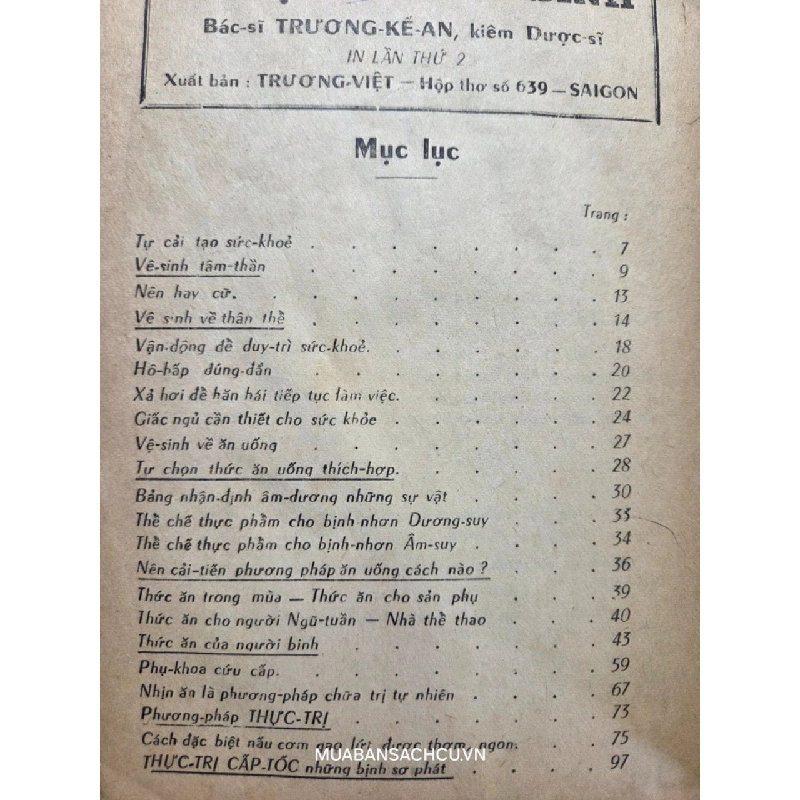 Bác-sĩ TRƯƠNG-KẾ-AN, kiêm Dược-sĩ
IN LẦN THỨ 2
Xuất bản : TRƯƠNG-VIỆT — Hộp thơ số 639 — SAIGON
Mục lục
Trang :
Tự cải tạo sức-khoẻ . . . . . . . . 7
Vệ-sinh tâm-thần . . . . . . . . 9
Nên hay cữ. . . . . . . . . 13
Vệ sinh về thân thể . . . . . . . . 14
Vận-động để duy-trì sức-khoẻ. . . . . . . 18
Hô-hấp đúng-đắn . . . . . . . . 20
Xả hơi để hăn hái tiếp tục làm việc. . . . . . 22
Giấc ngủ cần thiết cho sức khỏe . . . . . . 24
Vệ-sinh về ăn uống . . . . . . . . 27
Tự chọn thức ăn uống thích-hợp. . . . . . 28
Bảng nhận-định âm-dương những sự vật . . . . 30
Thể chế thực phẩm cho bịnh-nhơn Dương-suy . . . 33
Thể chế thực phẩm cho bịnh-nhơn Âm-suy . . . . 34
Nên cải-tiến phương pháp ăn uống cách nào ? . . . 36
Thức ăn trong mùa — Thức ăn cho sản phụ . . . 39
Thức ăn cho người Ngũ-tuần — Nhà thể thao . . . 40
Thức ăn của người bịnh . . . . . . . 43
Phụ-khoa cứu cấp. . . . . . . . 59
Nhịn ăn là phương-pháp chữa trị tự nhiên . . . . 67
Phương-pháp THỰC-TRỊ . . . . . . . 73
Cách đặc biệt nấu cơm gạo lứt, được thơm, ngon. . . . 75
THỰC-TRỊ CẤP-TỐC những bịnh sơ phát . . . . 97
MUABANSACHCU.VN